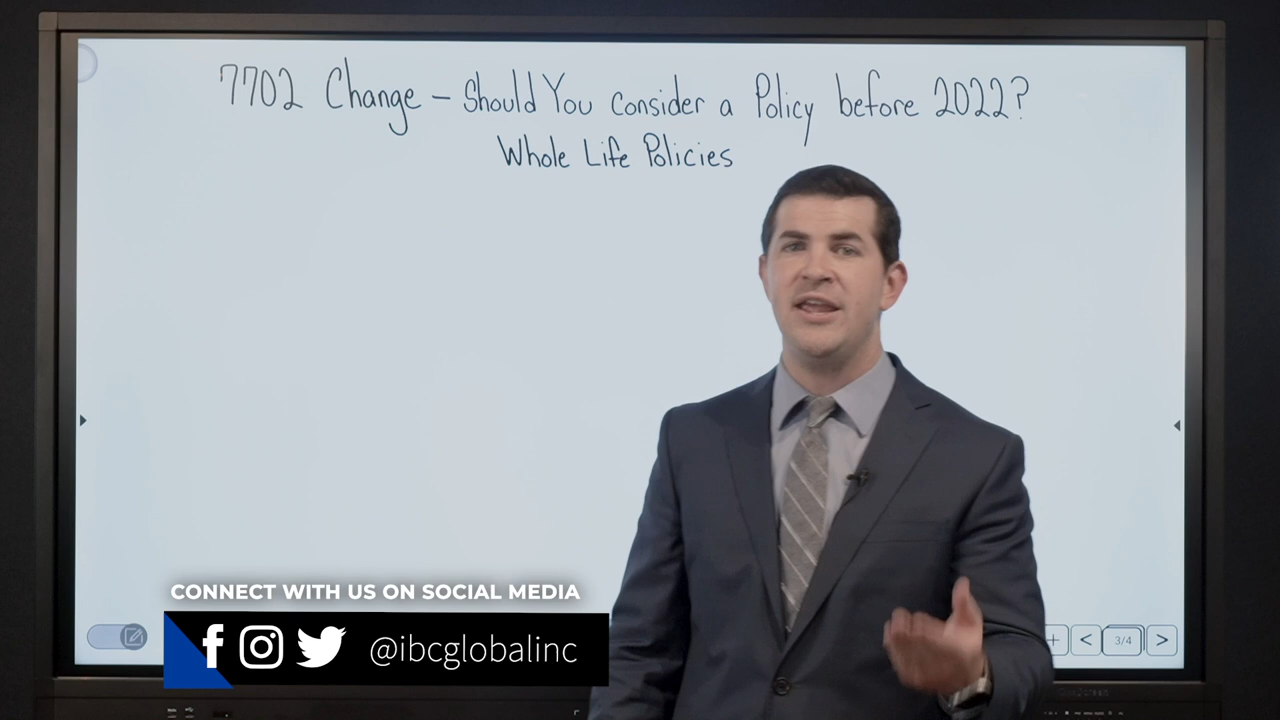 7702 Change – Should You Consider a Policy before 2022?
Whole Life Policies
CONNECT WITH US ON SOCIAL MEDIA
@ibcglobalinc
3/4